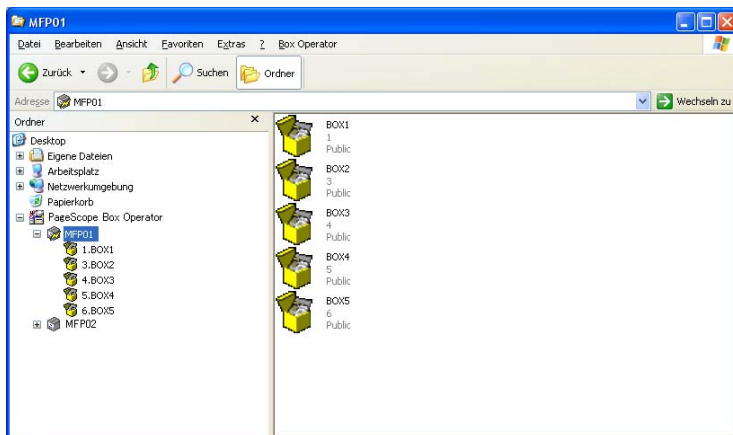 MFP01
Datei Bearbeiten Ansicht Favoriten Extras ? Box Operator
Zurück Suchen Ordner
Adresse MFP01 Wechseln zu
Ordner
Desktop
Eigene Dateien
Arbeitsplatz
Netzwerkumgebung
Papierkorb
PageScope Box Operator
MFP01
1.BOX1
3.BOX2
4.BOX3
5.BOX4
6.BOX5
MFP02
BOX1
1
Public
BOX2
3
Public
BOX3
4
Public
BOX4
5
Public
BOX5
6
Public